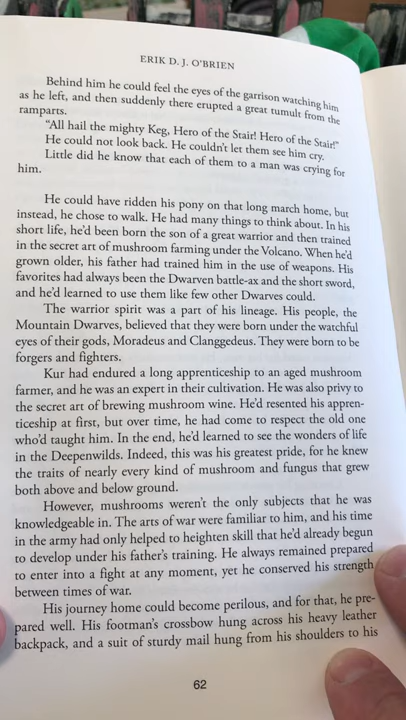 ERIK D. J. O'BRIEN
Behind him he could feel the eyes of the garrison watching him
as he left, and then suddenly there erupted a great tumult from the
ramparts.
"All hail the mighty Keg, Hero of the Stair! Hero of the Stair!"
He could not look back. He couldn't let them see him cry.
Little did he know that each of them to a man was crying for
him.
He could have ridden his pony on that long march home, but
instead, he chose to walk. He had many things to think about. In his
short life, he'd been born the son of a great warrior and then trained
in the secret art of mushroom farming under the Volcano. When he'd
grown older, his father had trained him in the use of weapons. His
favorites had always been the Dwarven battle-ax and the short sword,
and he'd learned to use them like few other Dwarves could.
The warrior spirit was a part of his lineage. His people, the
Mountain Dwarves, believed that they were born under the watchful
eyes of their gods, Moradeus and Clanggedeus. They were born to be
forgers and fighters.
Kur had endured a long apprenticeship to an aged mushroom
farmer, and he was an expert in their cultivation. He was also privy to
the secret art of brewing mushroom wine. He'd resented his appren-
ticeship at first, but over time, he had come to respect the old one
who'd taught him. In the end, he'd learned to see the wonders of life
in the Deepenwilds. Indeed, this was his greatest pride, for he knew
the traits of nearly every kind of mushroom and fungus that grew
both above and below ground.
However, mushrooms weren't the only subjects that he was
knowledgeable in. The arts of war were familiar to him, and his time
in the army had only helped to heighten skill that he'd already begun
to develop under his father's training. He always remained prepared
to enter into a fight at any moment, yet he conserved his strength
between times of war.
His journey home could become perilous, and for that, he pre-
pared well. His footman's crossbow hung across his heavy leather
backpack, and a suit of sturdy mail hung from his shoulders to his
62